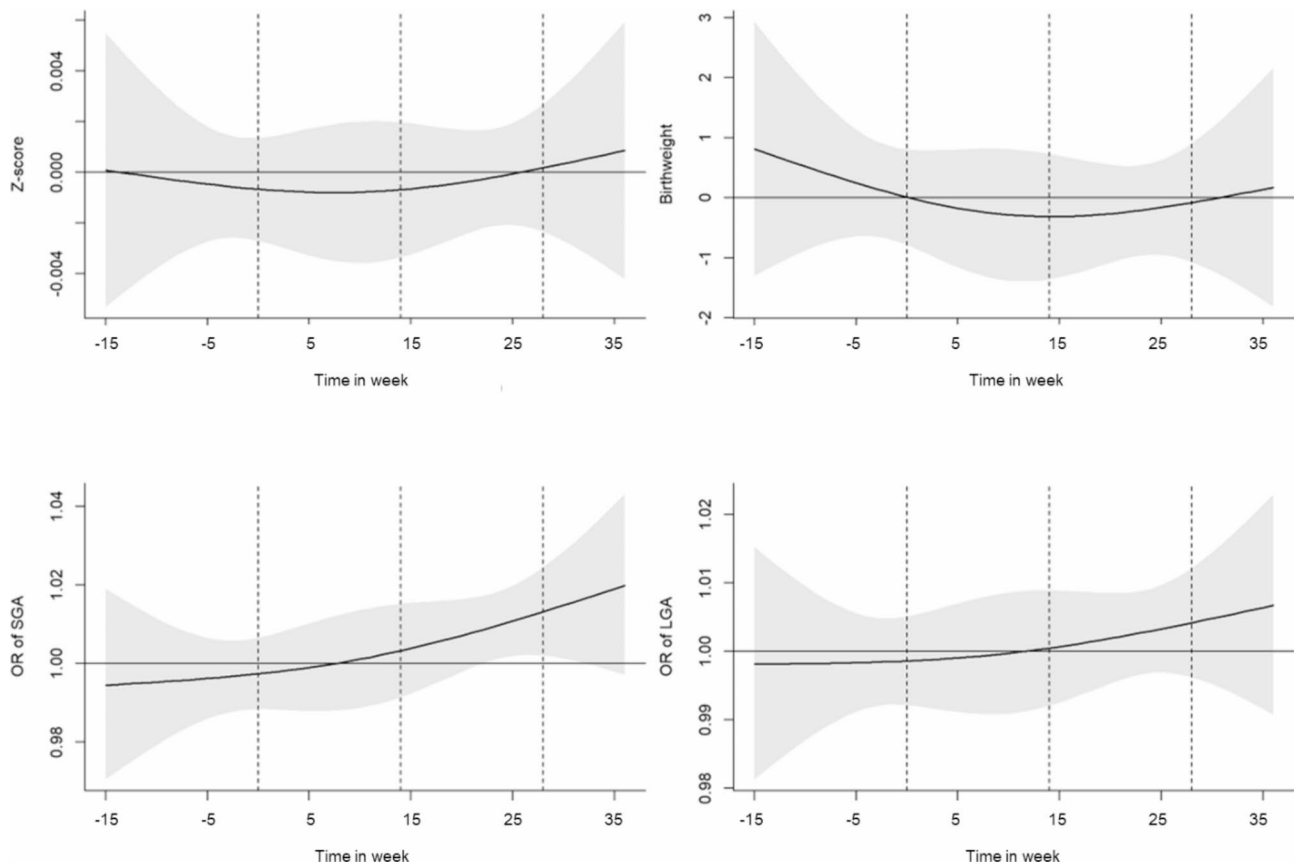 Z-score
0.004
0.000
-0.004
-15 -5 5 15 25 35
Time in week
Birthweight
3
2
1
0
-1
-2
-15 -5 5 15 25 35
Time in week
OR of SGA
1.04
1.02
1.00
0.98
-15 -5 5 15 25 35
Time in week
OR of LGA
1.02
1.01
1.00
0.99
0.98
-15 -5 5 15 25 35
Time in week